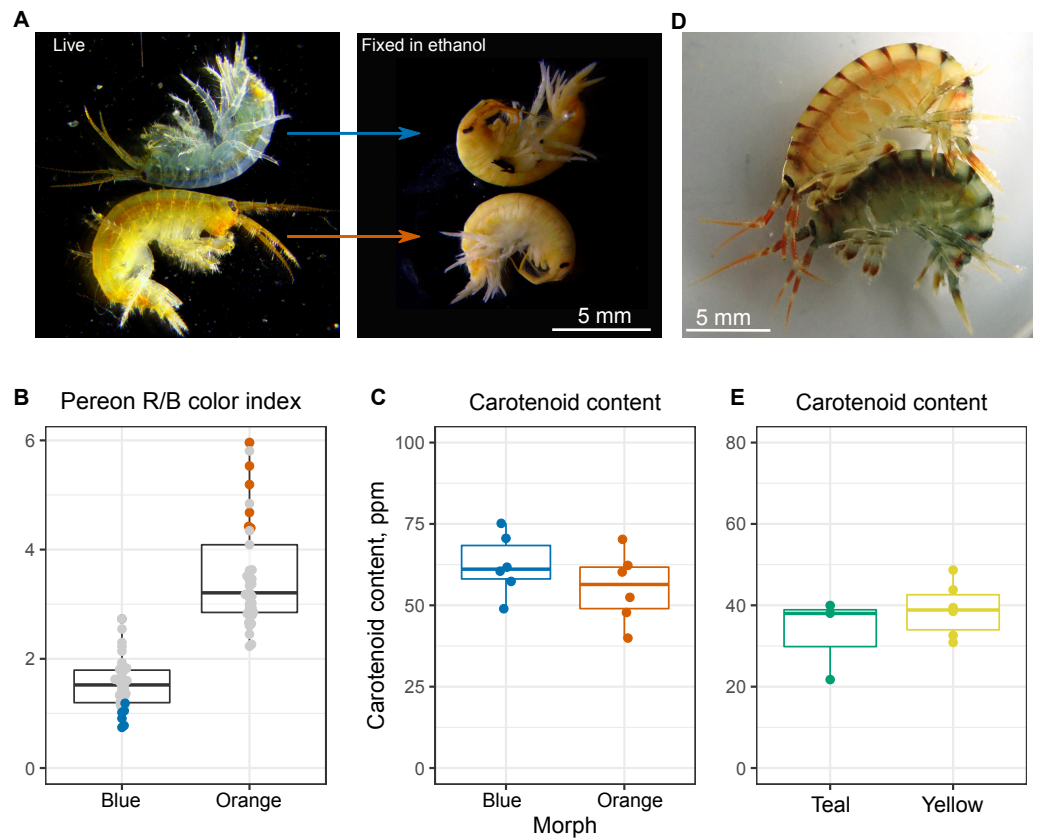 A
Live
Fixed in ethanol
5 mm
D
5 mm
B
Pereon R/B color index
6
4
2
0
Blue
Orange
C
Carotenoid content
Carotenoid content, ppm
100
75
50
25
0
Blue
Orange
Morph
E
Carotenoid content
80
60
40
20
0
Teal
Yellow